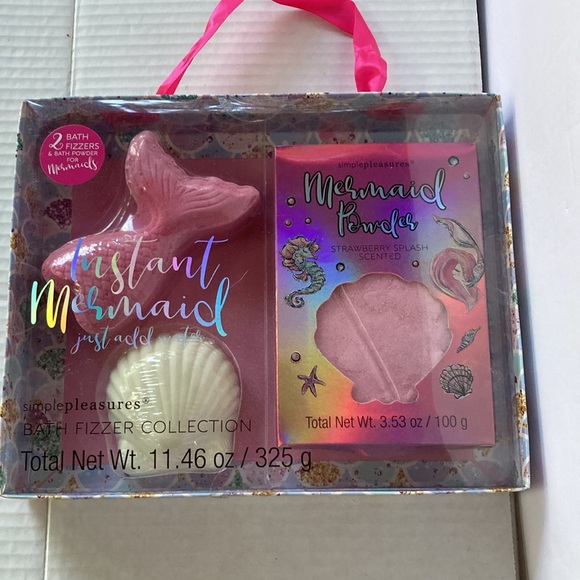 2 BATH
FIZZERS
& BATH POWDER
FOR
Mermaids
Instant
Mermaid
just add water
simplepleasures®
BATH FIZZER COLLECTION
Total Net Wt. 11.46 oz / 325 g
simplepleasures®
Mermaid
Powder
STRAWBERRY SPLASH
SCENTED
Total Net Wt. 3.53 oz / 100 g